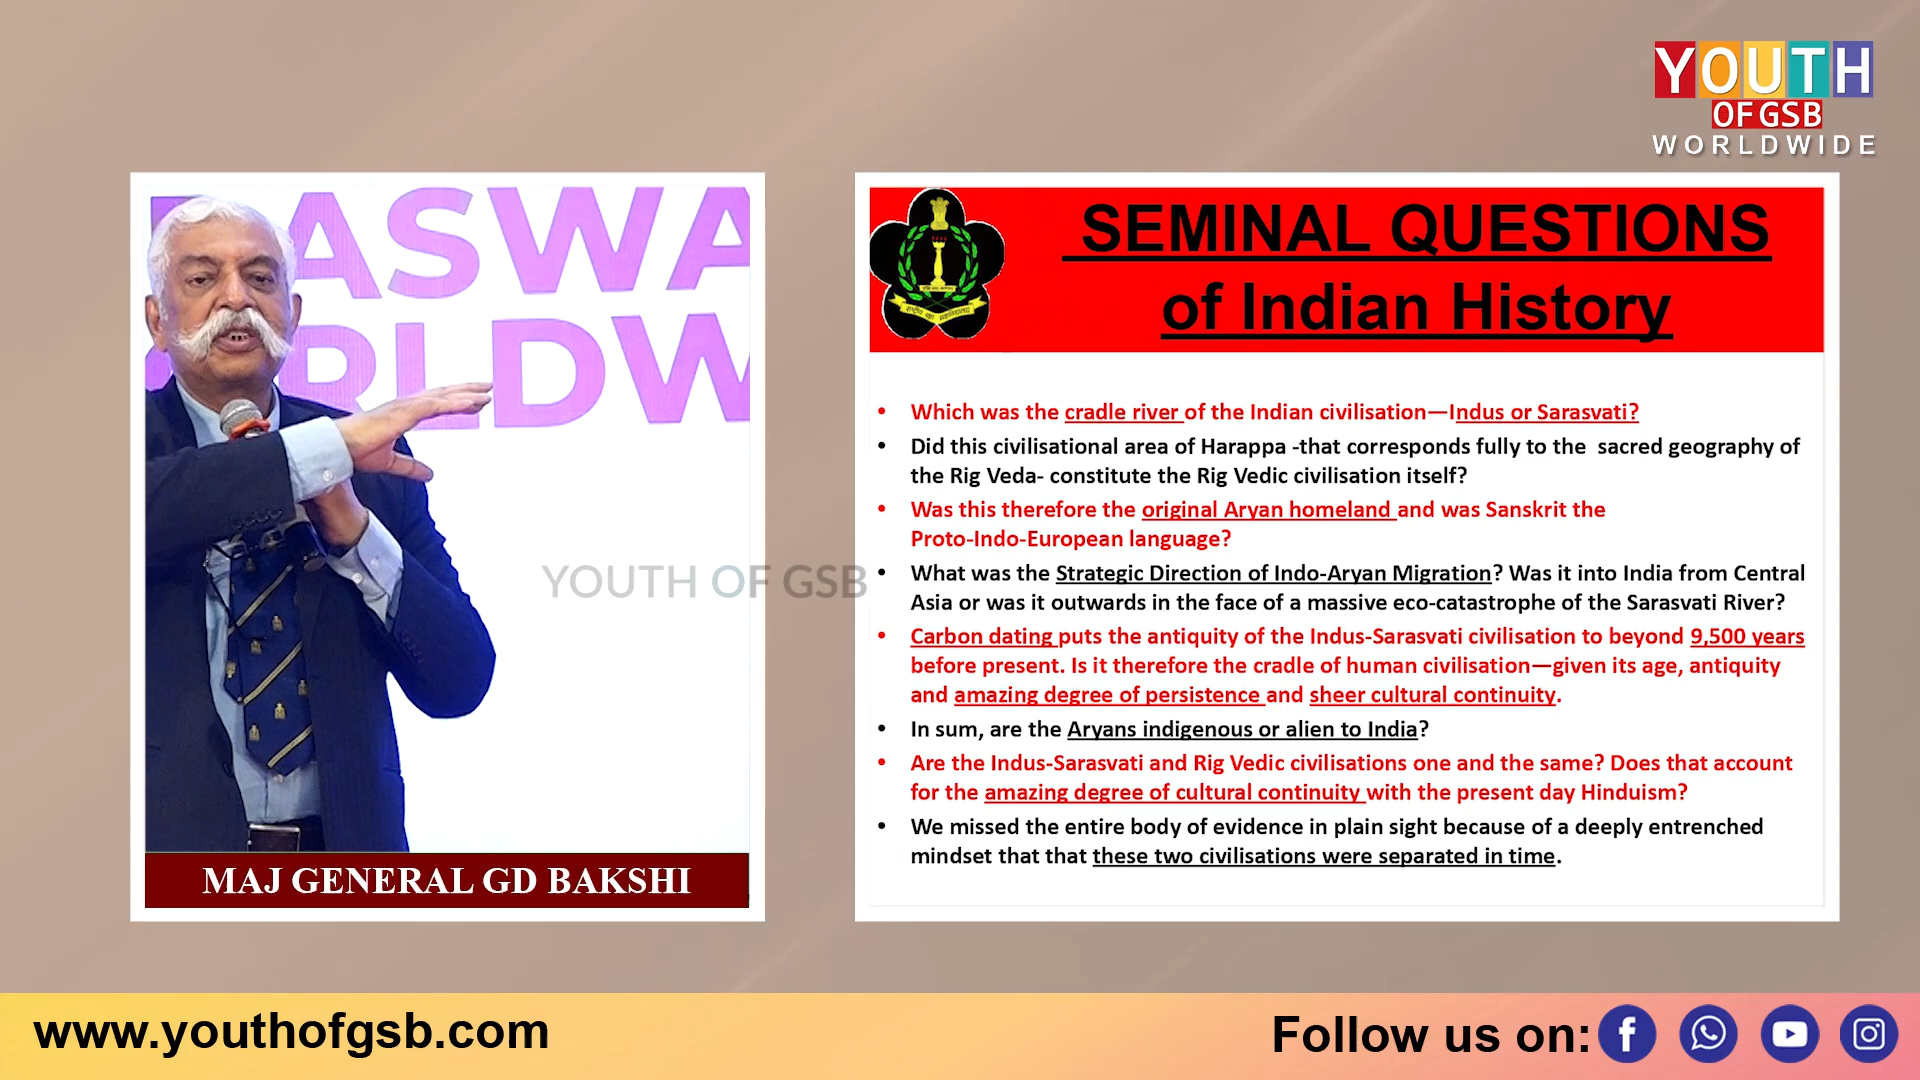 YOUTH
OF GSB
WORLDWIDE
ASWA
RLDW
MAJ GENERAL GD BAKSHI
YOUTH OF GSB
SEMINAL QUESTIONS
of Indian History
• Which was the cradle river of the Indian civilisation—Indus or Sarasvati?
• Did this civilisational area of Harappa -that corresponds fully to the sacred geography of
the Rig Veda- constitute the Rig Vedic civilisation itself?
• Was this therefore the original Aryan homeland and was Sanskrit the
Proto-Indo-European language?
• What was the Strategic Direction of Indo-Aryan Migration? Was it into India from Central
Asia or was it outwards in the face of a massive eco-catastrophe of the Sarasvati River?
• Carbon dating puts the antiquity of the Indus-Sarasvati civilisation to beyond 9,500 years
before present. Is it therefore the cradle of human civilisation—given its age, antiquity
and amazing degree of persistence and sheer cultural continuity.
• In sum, are the Aryans indigenous or alien to India?
• Are the Indus-Sarasvati and Rig Vedic civilisations one and the same? Does that account
for the amazing degree of cultural continuity with the present day Hinduism?
• We missed the entire body of evidence in plain sight because of a deeply entrenched
mindset that that these two civilisations were separated in time.
www.youthofgsb.com
Follow us on: